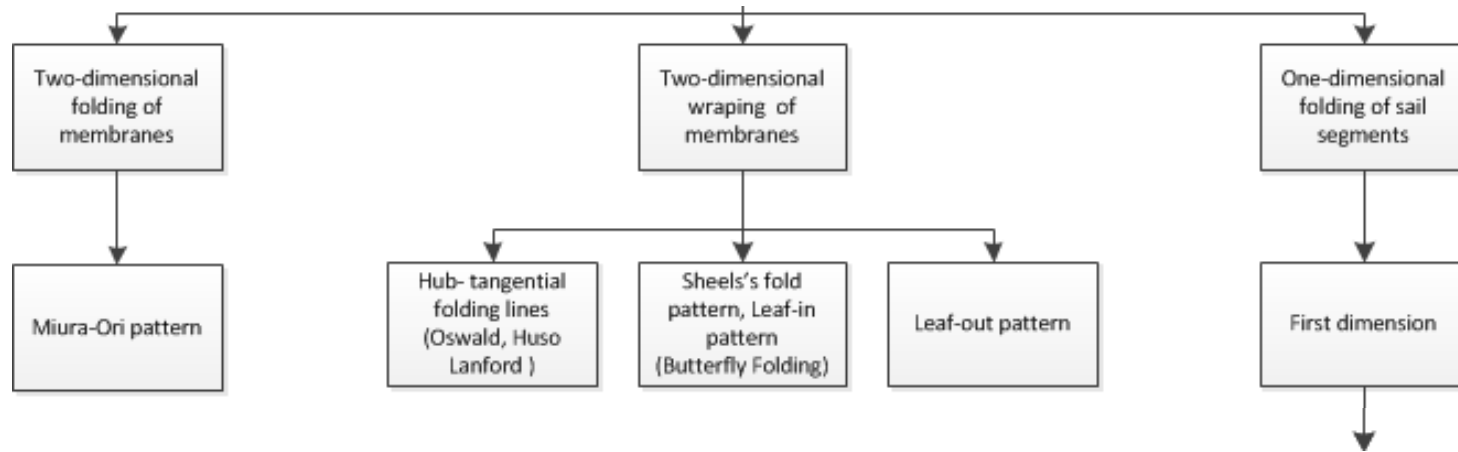 Two-dimensional
folding of
membranes
Two-dimensional
wraping of
membranes
One-dimensional
folding of sail
segments
Miura-Ori pattern
Hub- tangential
folding lines
(Oswald, Huso
Lanford )
Sheels's fold
pattern, Leaf-in
pattern
(Butterfly Folding)
Leaf-out pattern
First dimension